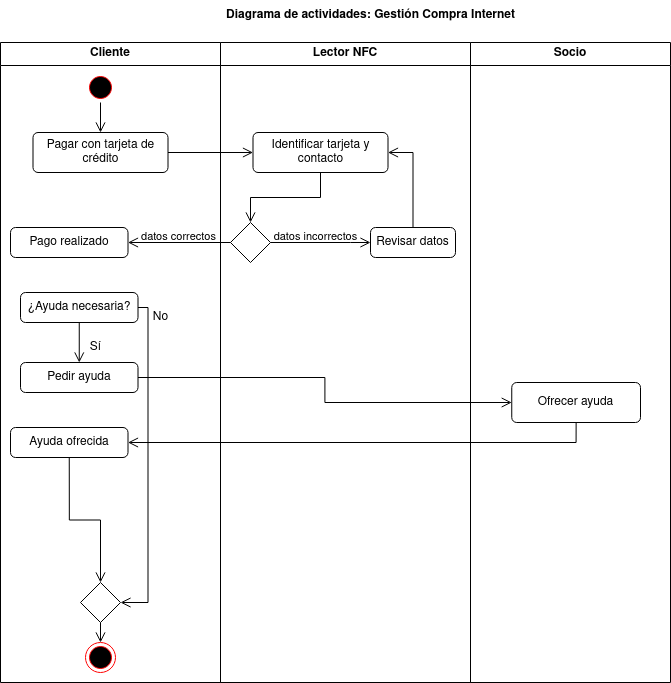 Diagrama de actividades: Gestión Compra Internet
Cliente
Lector NFC
Socio
Pagar con tarjeta de
crédito
Identificar tarjeta y
contacto
Pago realizado
datos correctos
datos incorrectos
Revisar datos
¿Ayuda necesaria?
No
Sí
Pedir ayuda
Ofrecer ayuda
Ayuda ofrecida